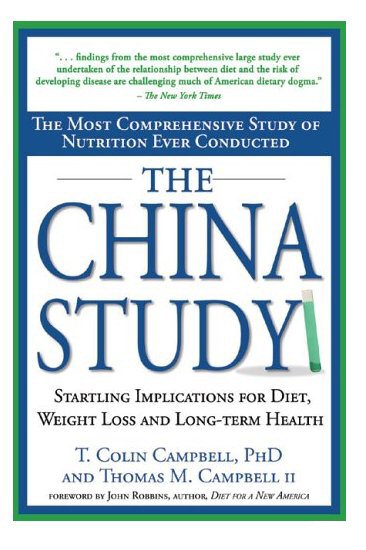 “. . . findings from the most comprehensive large study ever
undertaken of the relationship between diet and the risk of
developing disease are challenging much of American dietary dogma.”
– The New York Times
THE MOST COMPREHENSIVE STUDY OF
NUTRITION EVER CONDUCTED
THE
CHINA
STUDY
STARTLING IMPLICATIONS FOR DIET,
WEIGHT LOSS AND LONG-TERM HEALTH
T. COLIN CAMPBELL, PHD
AND THOMAS M. CAMPBELL II
FOREWORD BY JOHN ROBBINS, AUTHOR, DIET FOR A NEW AMERICA